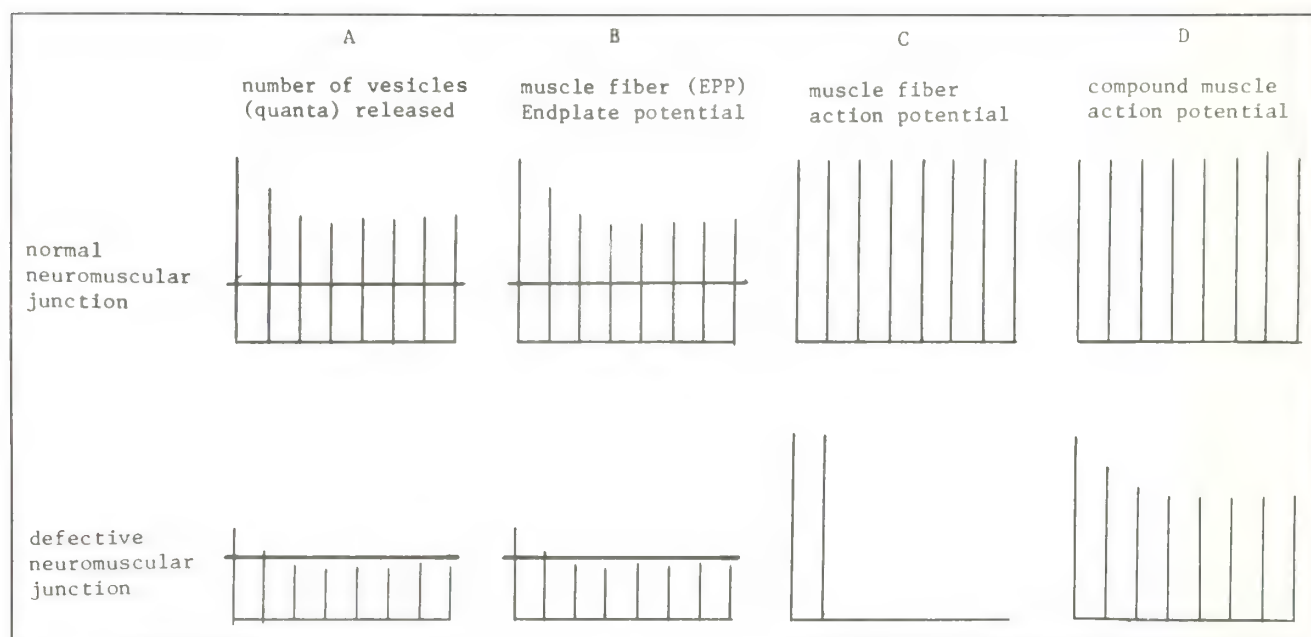 A
B
C
D
number of vesicles
(quanta) released
muscle fiber (EPP)
Endplate potential
muscle fiber
action potential
compound muscle
action potential
normal
neuromuscular
junction
defective
neuromuscular
junction